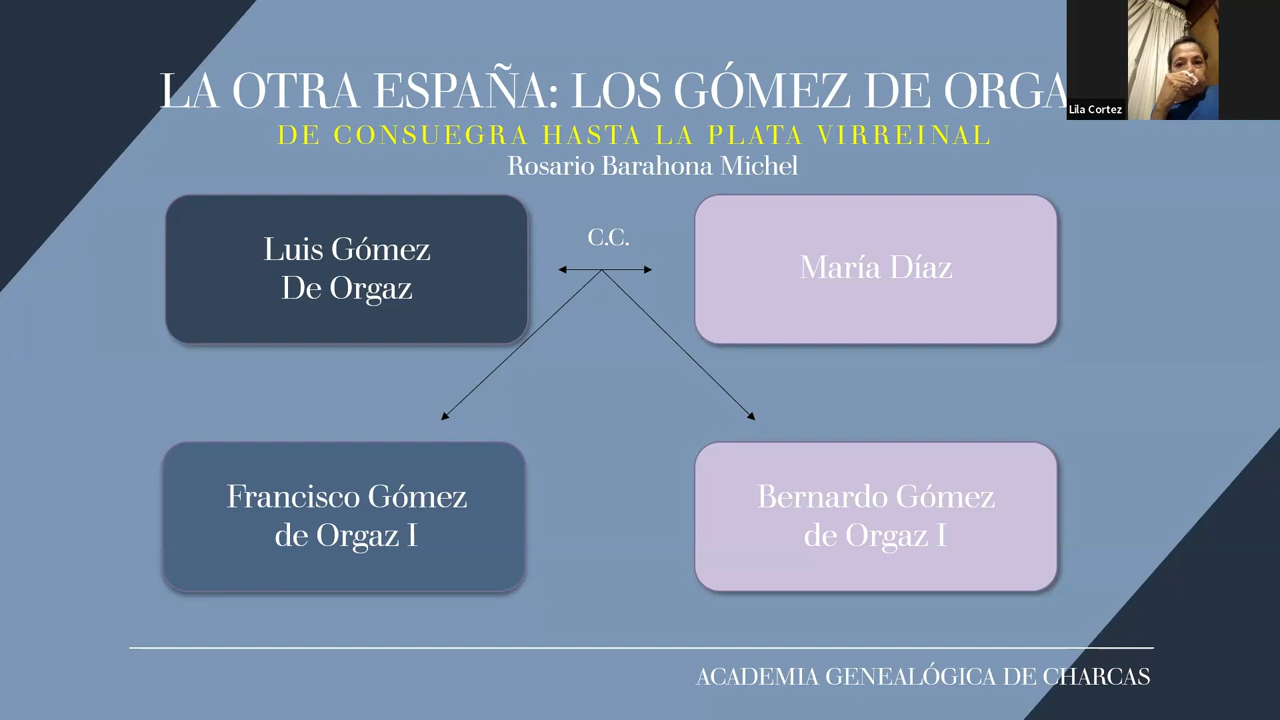 LA OTRA ESPAÑA: LOS GÓMEZ DE ORGA
DE CONSUEGRA HASTA LA PLATA VIRREINAL
Rosario Barahona Michel
Lila Cortez
Luis Gómez
De Orgaz
C.C.
María Díaz
Francisco Gómez
de Orgaz I
Bernardo Gómez
de Orgaz I
ACADEMIA GENEALÓGICA DE CHARCAS